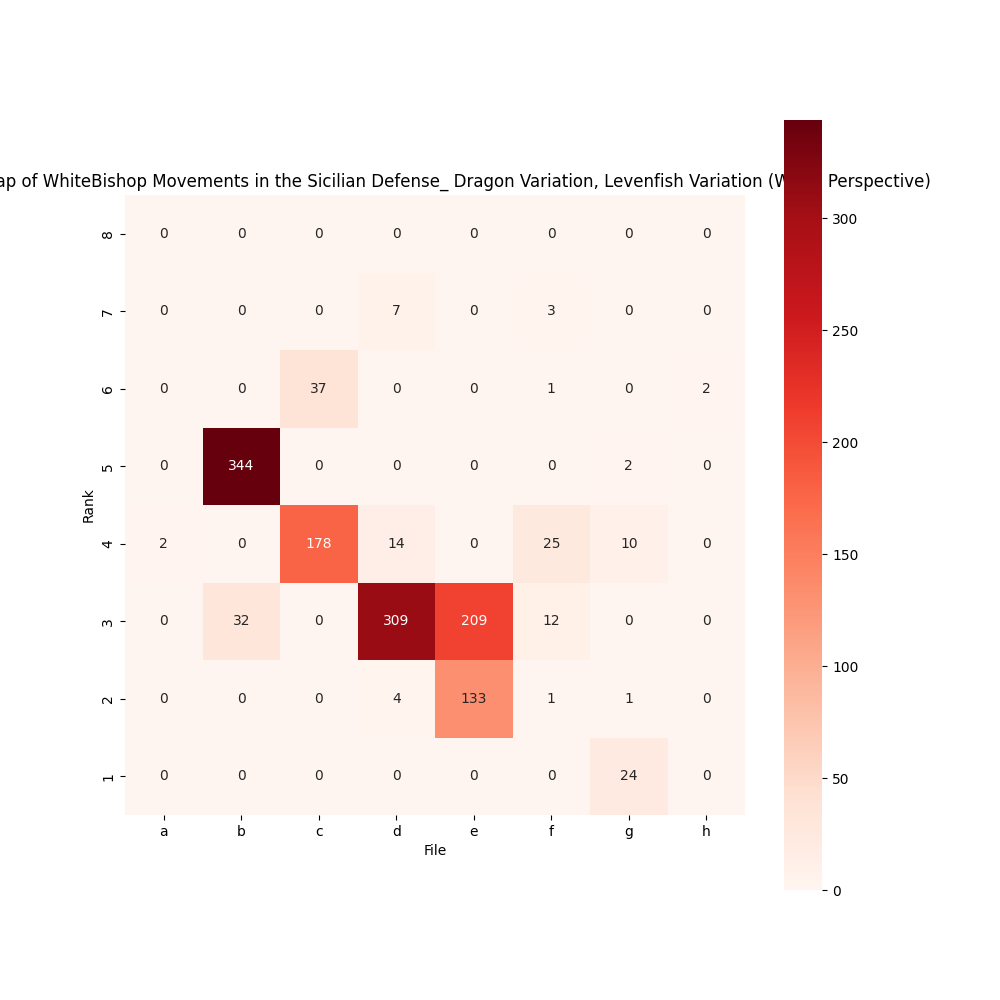 ap of WhiteBishop Movements in the Sicilian Defense_ Dragon Variation, Levenfish Variation (W Perspective)
8 0 0 0 0 0 0 0 0
7 0 0 0 7 0 3 0 0
6 0 0 37 0 0 1 0 2
5 0 344 0 0 0 0 2 0
4 2 0 178 14 0 25 10 0
3 0 32 0 309 209 12 0 0
2 0 0 0 4 133 1 1 0
1 0 0 0 0 0 0 24 0
a b c d e f g h
File
Rank
300
250
200
150
100
50
0